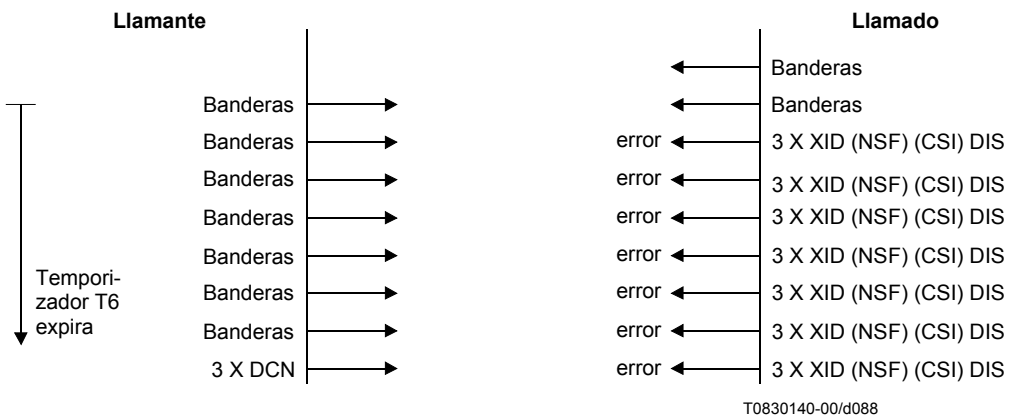 Llamante Llamado
Banderas
Banderas Banderas
Banderas error 3 X XID (NSF) (CSI) DIS
Banderas error 3 X XID (NSF) (CSI) DIS
Banderas error 3 X XID (NSF) (CSI) DIS
Banderas error 3 X XID (NSF) (CSI) DIS
Banderas error 3 X XID (NSF) (CSI) DIS
Banderas error 3 X XID (NSF) (CSI) DIS
3 X DCN error 3 X XID (NSF) (CSI) DIS
Tempori-
zador T6
expira
T0830140-00/d088